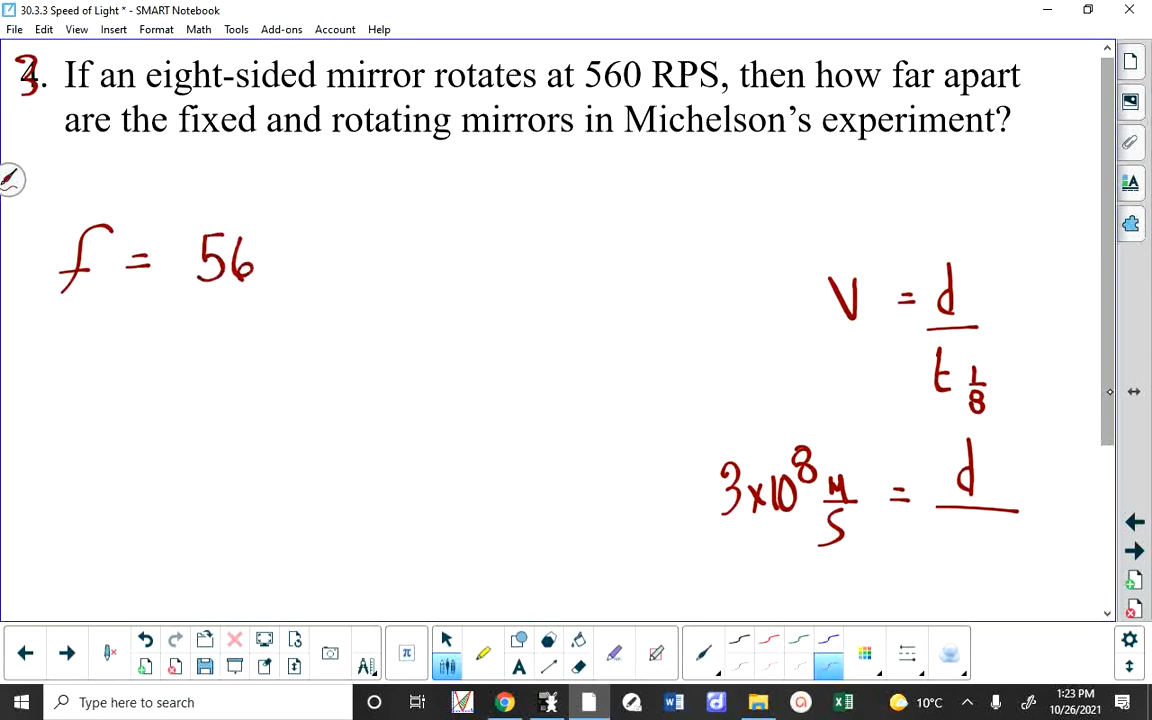 30.3.3 Speed of Light * - SMART Notebook
File Edit View Insert Format Math Tools Add-ons Account Help
3. If an eight-sided mirror rotates at 560 RPS, then how far apart
are the fixed and rotating mirrors in Michelson’s experiment?
f = 56
V = d
t 1/8
3x10⁸ M/S = d
Type here to search
10°C
1:23 PM
10/26/2021